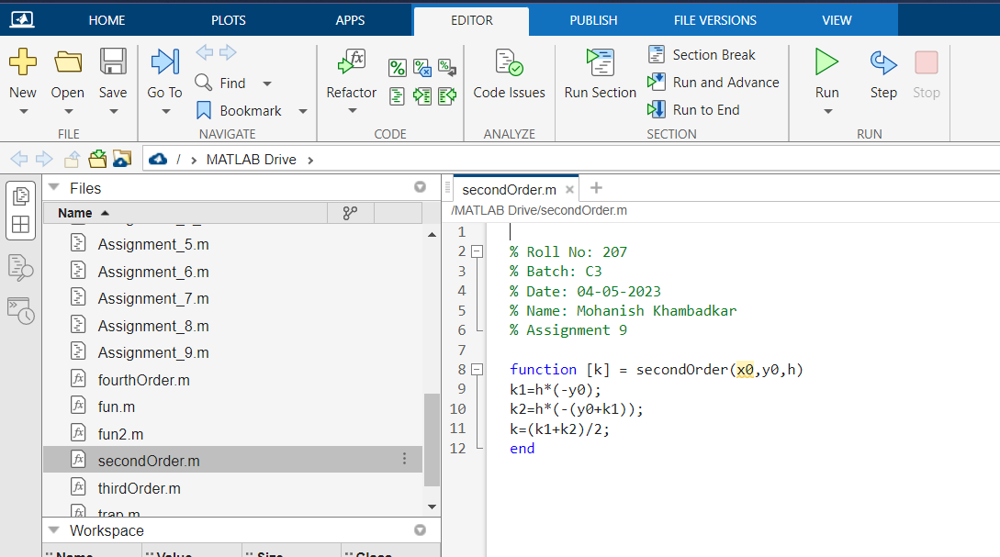 HOME PLOTS APPS EDITOR PUBLISH FILE VERSIONS VIEW
New Open Save
FILE
Go To
Find
Bookmark
NAVIGATE
Refactor
CODE
Code Issues
ANALYZE
Run Section
Section Break
Run and Advance
Run to End
SECTION
Run Step Stop
RUN
/ › MATLAB Drive ›
Files
Name
Assignment_5.m
Assignment_6.m
Assignment_7.m
Assignment_8.m
Assignment_9.m
fourthOrder.m
fun.m
fun2.m
secondOrder.m
thirdOrder.m
trap.m
Workspace
Name Value Size Class
secondOrder.m
/MATLAB Drive/secondOrder.m
1
2 % Roll No: 207
3 % Batch: C3
4 % Date: 04-05-2023
5 % Name: Mohanish Khambadkar
6 % Assignment 9
7
8 function [k] = secondOrder(x0,y0,h)
9 k1=h*(-y0);
10 k2=h*(-(y0+k1));
11 k=(k1+k2)/2;
12 end